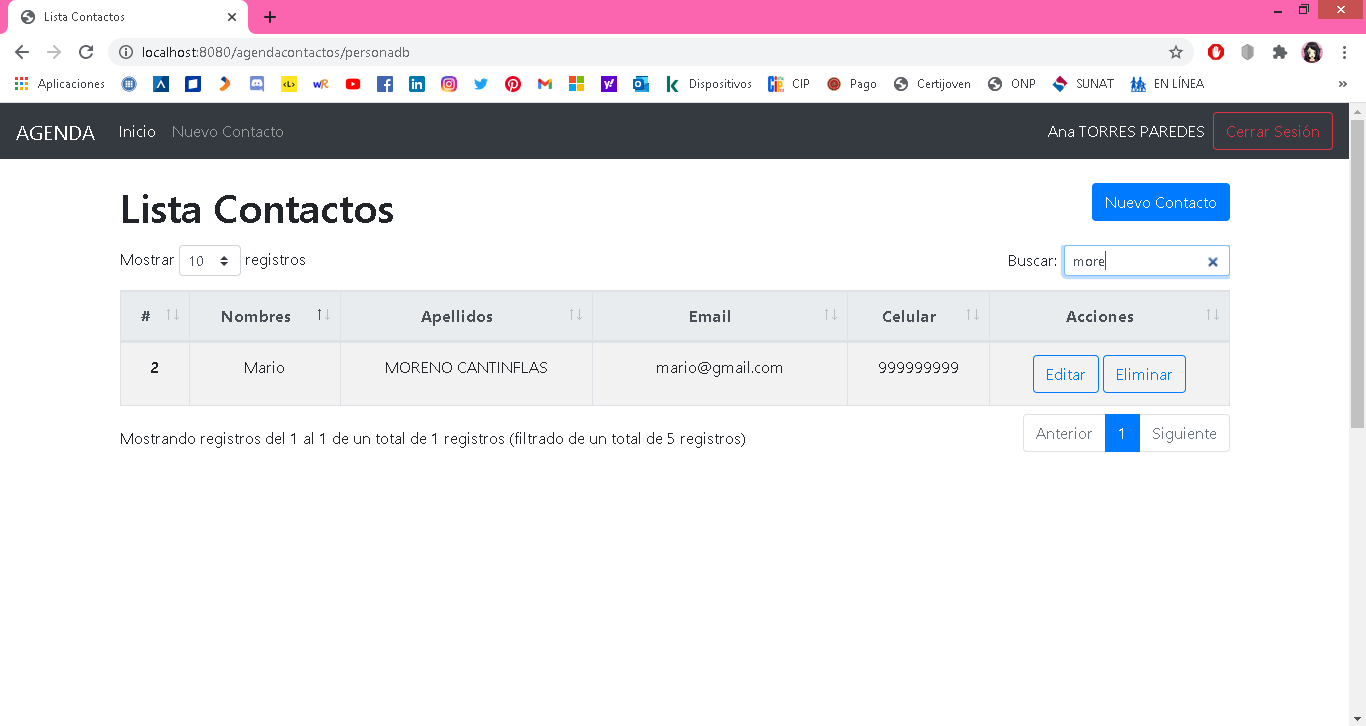 Lista Contactos
localhost:8080/agendacontactos/personadb
Aplicaciones Dispositivos CIP Pago Certijoven ONP SUNAT EN LÍNEA »
AGENDA Inicio Nuevo Contacto Ana TORRES PAREDES Cerrar Sesión
Lista Contactos Nuevo Contacto
Mostrar 10 registros Buscar: more
# Nombres Apellidos Email Celular Acciones
2 Mario MORENO CANTINFLAS mario@gmail.com 999999999 Editar Eliminar
Mostrando registros del 1 al 1 de un total de 1 registros (filtrado de un total de 5 registros) Anterior 1 Siguiente